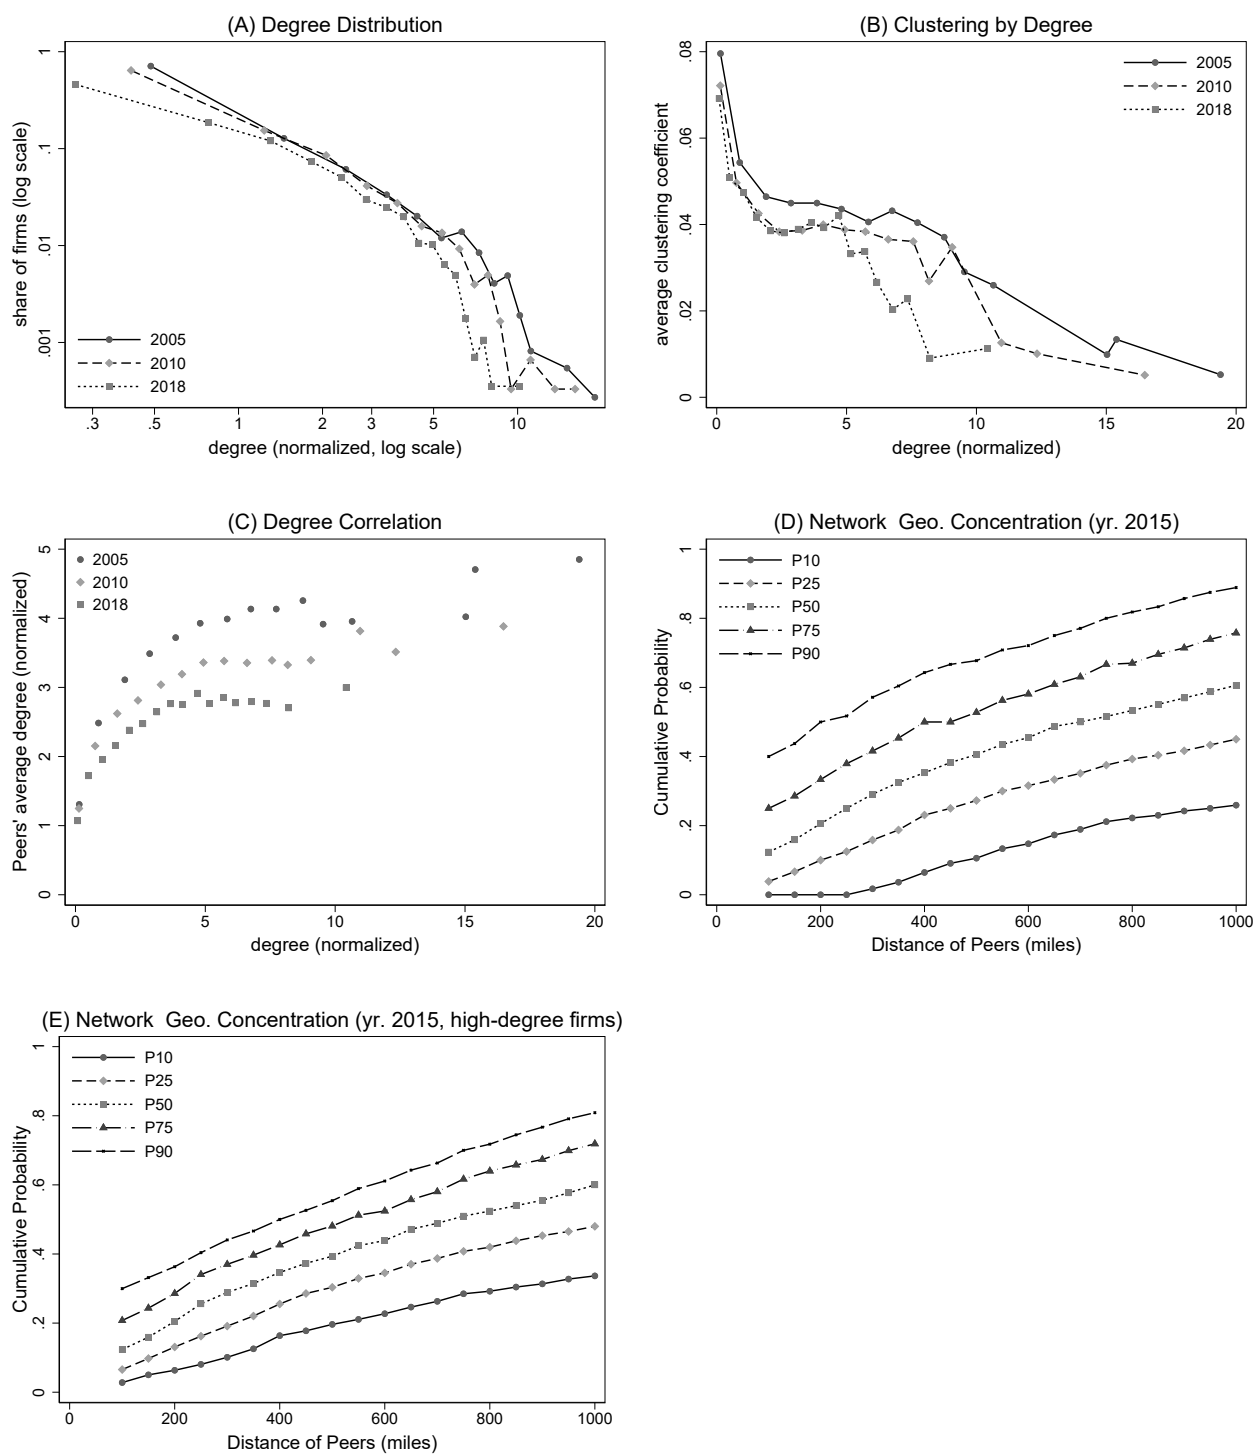 (A) Degree Distribution
share of firms (log scale)
1
.1
.01
.001
2005
2010
2018
.3 .5 1 2 3 5 10
degree (normalized, log scale)
(B) Clustering by Degree
average clustering coefficient
.08
.06
.04
.02
0
2005
2010
2018
0 5 10 15 20
degree (normalized)
(C) Degree Correlation
Peers' average degree (normalized)
5
4
3
2
1
0
2005
2010
2018
0 5 10 15 20
degree (normalized)
(D) Network Geo. Concentration (yr. 2015)
Cumulative Probability
1
.8
.6
.4
.2
0
P10
P25
P50
P75
P90
0 200 400 600 800 1000
Distance of Peers (miles)
(E) Network Geo. Concentration (yr. 2015, high-degree firms)
Cumulative Probability
1
.8
.6
.4
.2
0
P10
P25
P50
P75
P90
0 200 400 600 800 1000
Distance of Peers (miles)